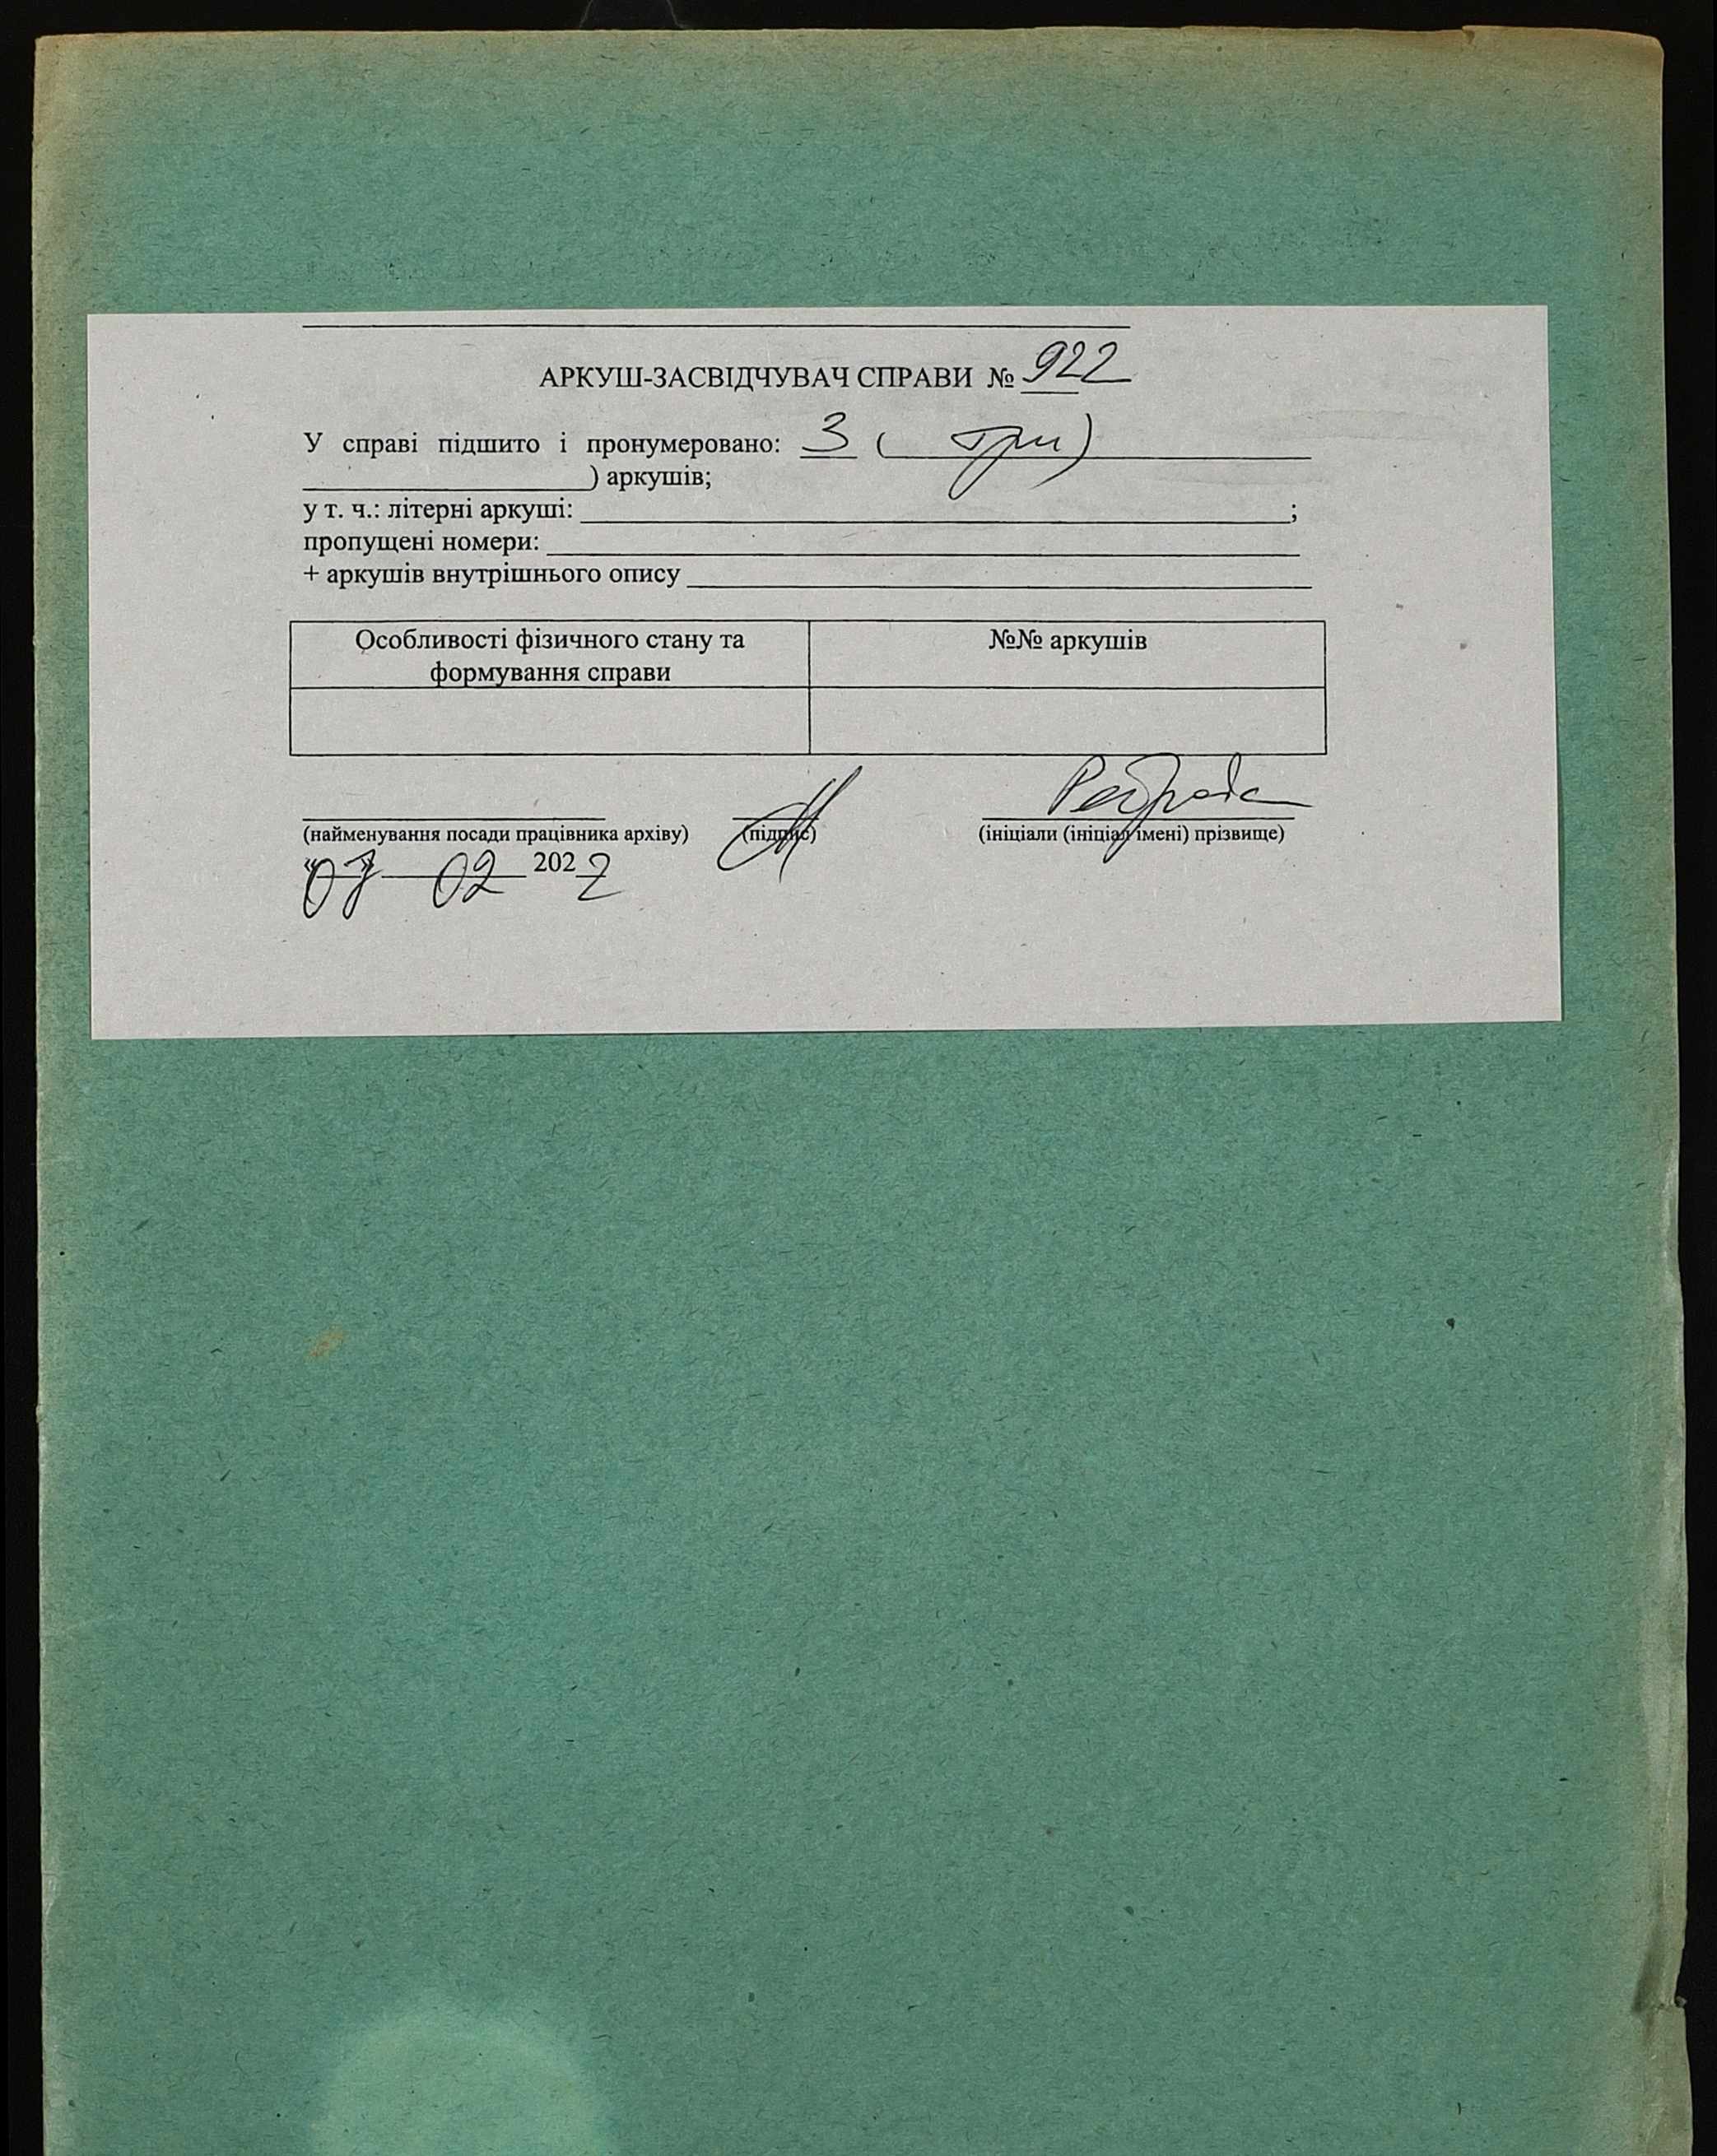 АРКУШ-ЗАСВІДЧУВАЧ СПРАВИ № 922
У справі підшито і пронумеровано: 3 ( три)
) аркушів;
у т. ч.: літерні аркуші: ;
пропущені номери:
+ аркушів внутрішнього опису
Особливості фізичного стану та
формування справи
№№ аркушів
(найменування посади працівника архіву) (підпис) (ініціали (ініціал імені) прізвище)
"07" 02 2022